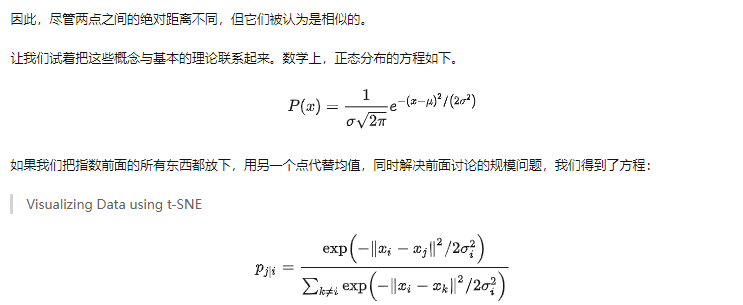 因此，尽管两点之间的绝对距离不同，但它们被认为是相似的。
让我们试着把这些概念与基本的理论联系起来。数学上，正态分布的方程如下。
P(x) = \frac{1}{\sigma\sqrt{2\pi}} e^{-(x-\mu)^2/(2\sigma^2)}
如果我们把指数前面的所有东西都放下，用另一个点代替均值，同时解决前面讨论的规模问题，我们得到了方程：
Visualizing Data using t-SNE
p_{j|i} = \frac{\exp\left(-\|x_i - x_j\|^2/2\sigma_i^2\right)}{\sum_{k \neq i} \exp\left(-\|x_i - x_k\|^2/2\sigma_i^2\right)}